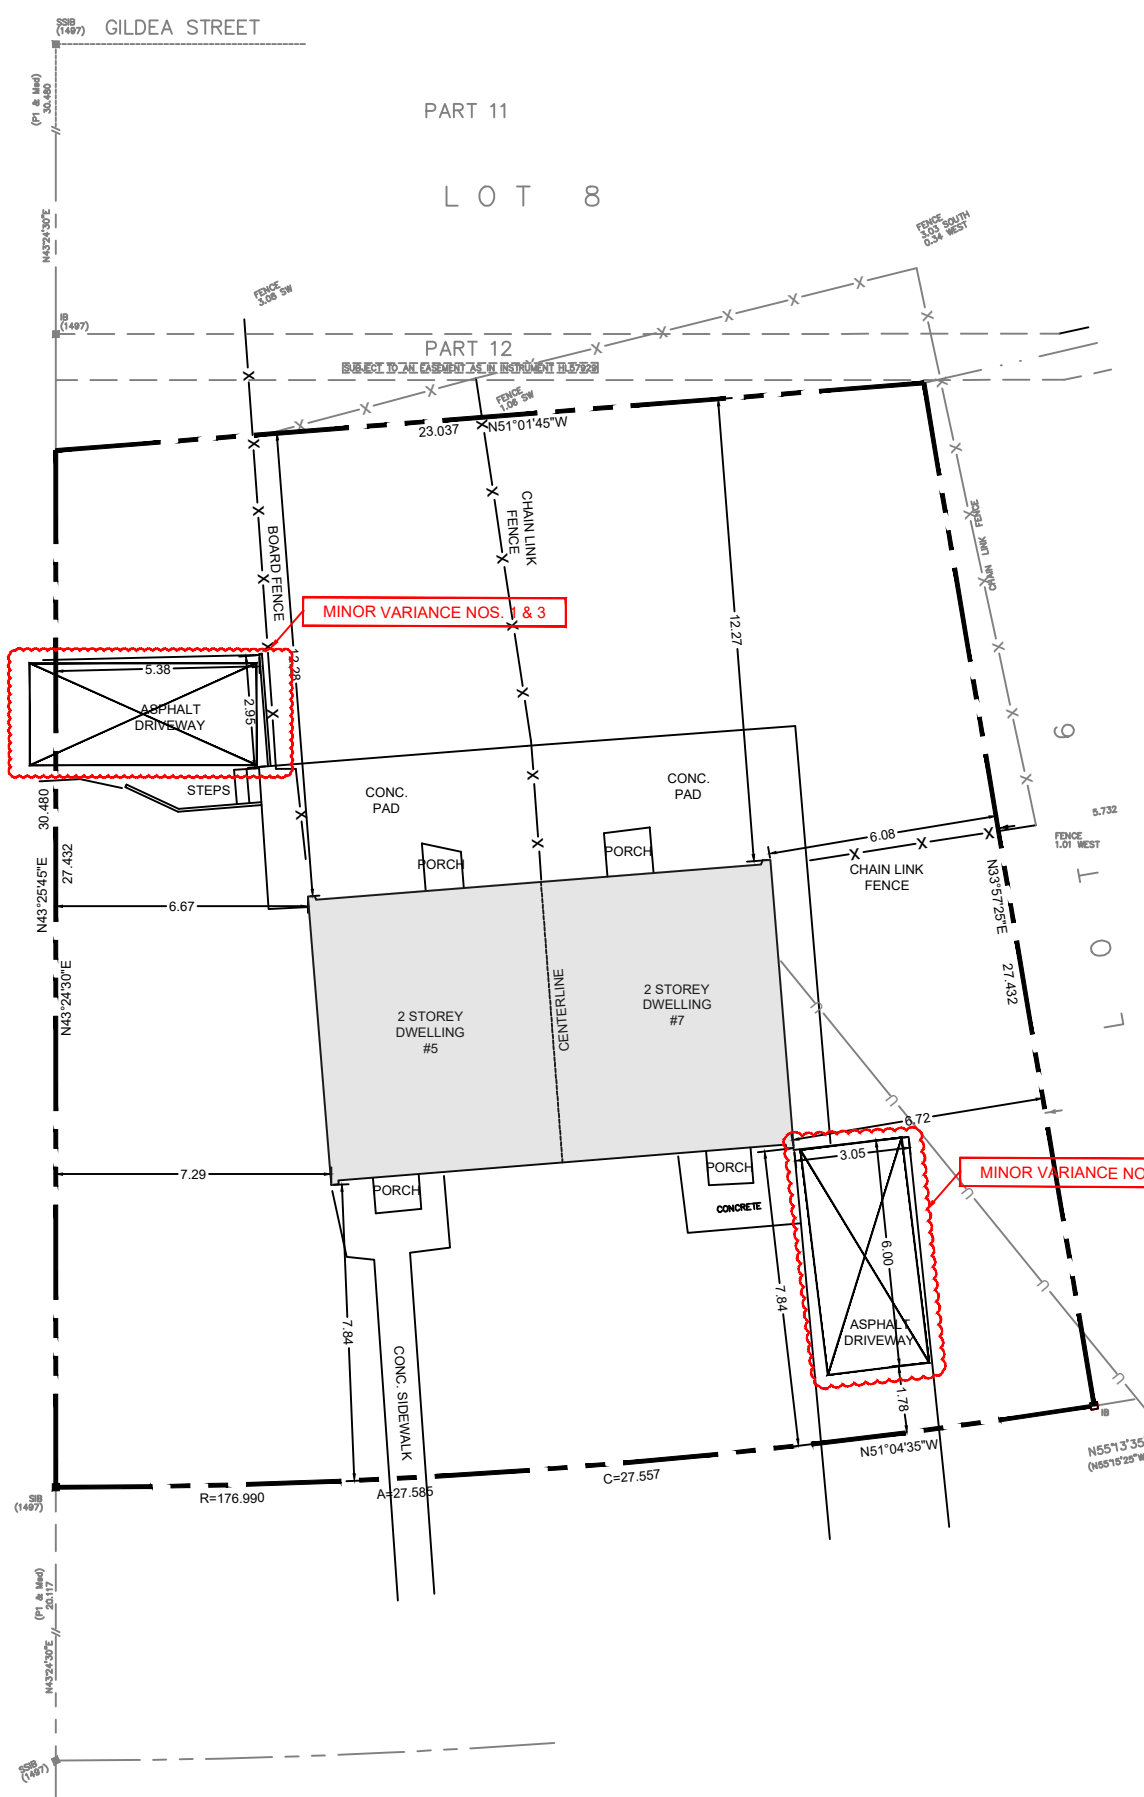 SSIB
(1497)
GILDEA STREET
(P1 & Med)
30.480
PART 11
LOT 8
N43°24'30"E
FENCE
3.03 SOUTH
0.34 WEST
FENCE
3.08 SW
IB
(1497)
PART 12
SUBJECT TO AN EASEMENT AS IN INSTRUMENT HL57929
FENCE
1.06 SW
23.037
N51°01'45"W
CHAIN LINK
FENCE
BOARD FENCE
CHAIN LINK FENCE
MINOR VARIANCE NOS. 1 & 3
12.27
13.28
5.38
2.95
ASPHALT
DRIVEWAY
STEPS
CONC.
PAD
CONC.
PAD
LOT 9
5.732
FENCE
1.01 WEST
6.08
PORCH
PORCH
CHAIN LINK
FENCE
30.480
27.432
N43°25'45"E
N33°57'25"E
27.432
6.67
N43°24'30"E
2 STOREY
DWELLING
#5
CENTERLINE
2 STOREY
DWELLING
#7
U
U
6.72
7.29
PORCH
PORCH
3.05
MINOR VARIANCE NO
CONCRETE
U
6.00
7.84
7.84
ASPHALT
DRIVEWAY
U
CONC. SIDEWALK
1.78
U
IB
N51°04'35"W
N55°13'35
(N55°15'25"W
C=27.557
A=27.585
R=176.990
SIB
(1497)
(P1 & Med)
20.117
N43°24'30"E
SSIB
(1497)